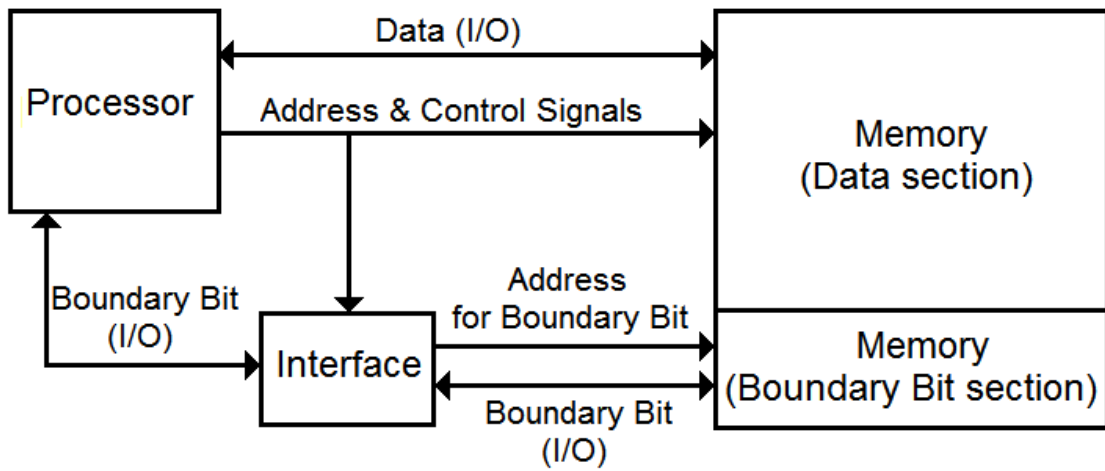 Data (I/O)
Processor
Address & Control Signals
Memory
(Data section)
Boundary Bit
(I/O)
Address
for Boundary Bit
Interface
Memory
(Boundary Bit section)
Boundary Bit
(I/O)